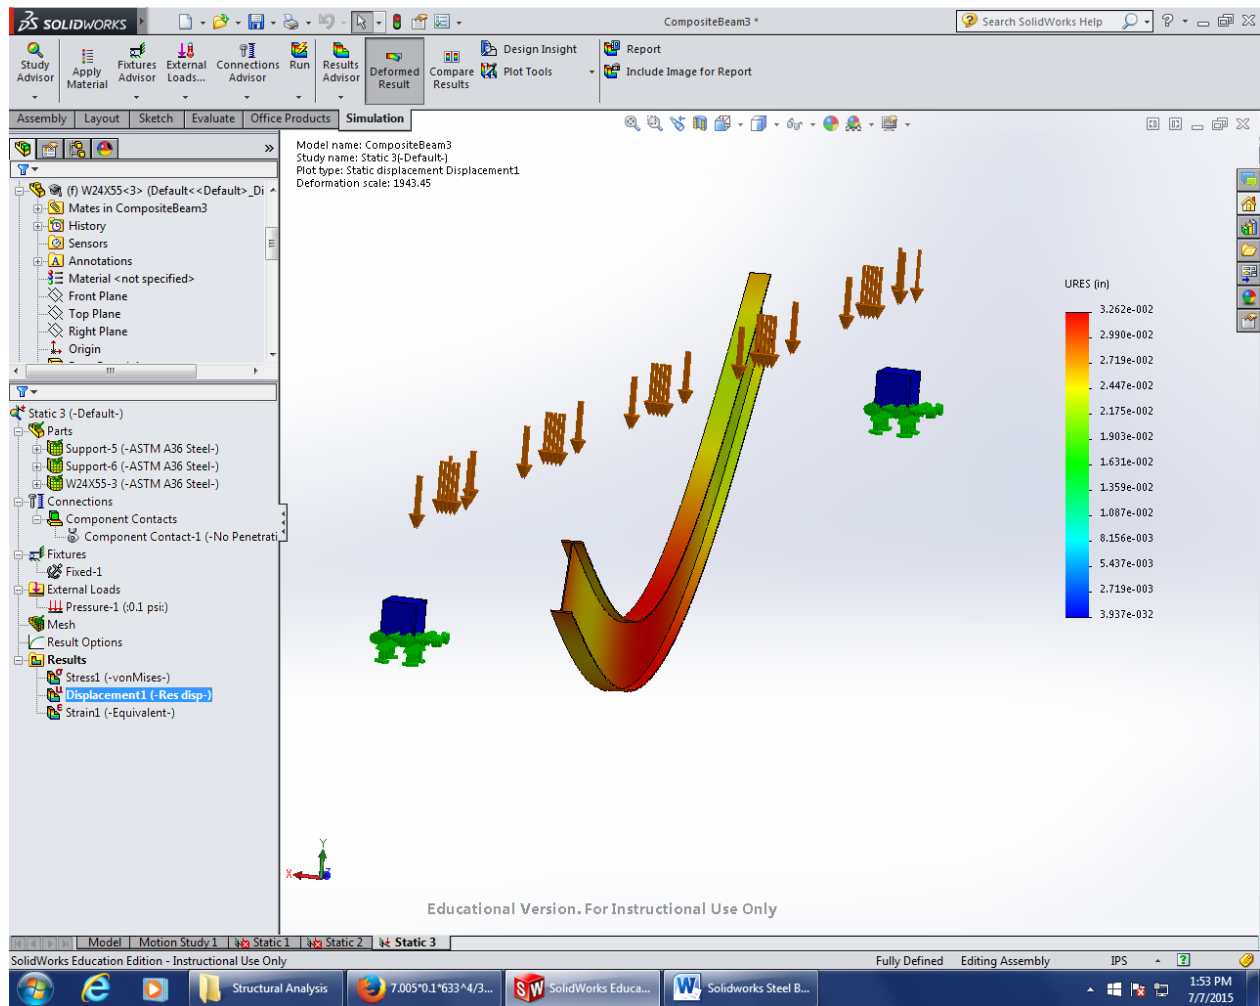 SOLIDWORKS
CompositeBeam3 *
Search SolidWorks Help
Study Advisor
Apply Material
Fixtures Advisor
External Loads...
Connections Advisor
Run
Results Advisor
Deformed Result
Compare Results
Design Insight
Plot Tools
Report
Include Image for Report
Assembly Layout Sketch Evaluate Office Products Simulation
Model name: CompositeBeam3
Study name: Static 3(-Default-)
Plot type: Static displacement Displacement1
Deformation scale: 1943.45
(f) W24X55<3> (Default<<Default>_Di
Mates in CompositeBeam3
History
Sensors
Annotations
Material <not specified>
Front Plane
Top Plane
Right Plane
Origin
Static 3 (-Default-)
Parts
Support-5 (-ASTM A36 Steel-)
Support-6 (-ASTM A36 Steel-)
W24X55-3 (-ASTM A36 Steel-)
Connections
Component Contacts
Component Contact-1 (-No Penetrati
Fixtures
Fixed-1
External Loads
Pressure-1 (:0.1 psi:)
Mesh
Result Options
Results
Stress1 (-vonMises-)
Displacement1 (-Res disp-)
Strain1 (-Equivalent-)
URES (in)
3.262e-002
2.990e-002
2.719e-002
2.447e-002
2.175e-002
1.903e-002
1.631e-002
1.359e-002
1.087e-002
8.156e-003
5.437e-003
2.719e-003
3.937e-032
Y
X
Z
Educational Version. For Instructional Use Only
Model Motion Study 1 Static 1 Static 2 Static 3
SolidWorks Education Edition - Instructional Use Only
Fully Defined Editing Assembly IPS
Structural Analysis
7.005*0.1*633^4/3...
SolidWorks Educa...
Solidworks Steel B...
1:53 PM
7/7/2015